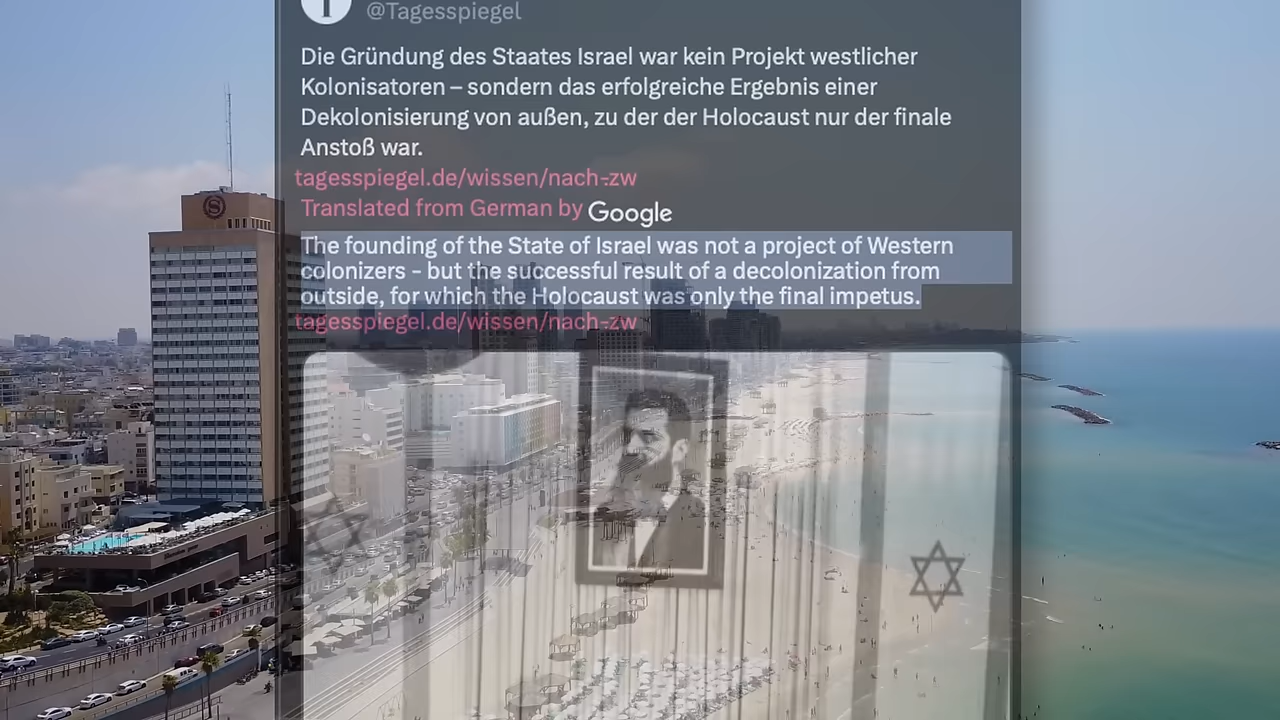 @Tagesspiegel
Die Gründung des Staates Israel war kein Projekt westlicher
Kolonisatoren – sondern das erfolgreiche Ergebnis einer
Dekolonisierung von außen, zu der der Holocaust nur der finale
Anstoß war.
tagesspiegel.de/wissen/nach-zw
Translated from German by Google
The founding of the State of Israel was not a project of Western
colonizers - but the successful result of a decolonization from
outside, for which the Holocaust was only the final impetus.
tagesspiegel.de/wissen/nach-zw